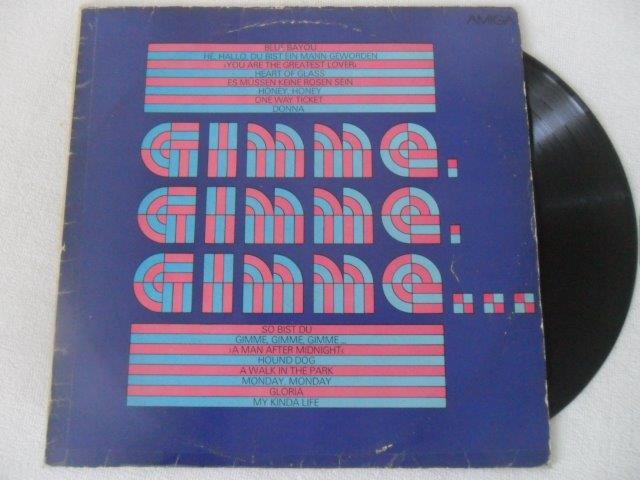 AMIGA
BLUE BAYOU
HE, HALLO, DU BIST EIN MANN GEWORDEN
›YOU ARE THE GREATEST LOVER‹
HEART OF GLASS
ES MÜSSEN KEINE ROSEN SEIN
HONEY, HONEY
ONE WAY TICKET
DONNA
GIMME,
GIMME,
GIMME...
SO BIST DU
GIMME, GIMME, GIMME ...
›A MAN AFTER MIDNIGHT‹
HOUND DOG
A WALK IN THE PARK
MONDAY, MONDAY
GLORIA
MY KINDA LIFE